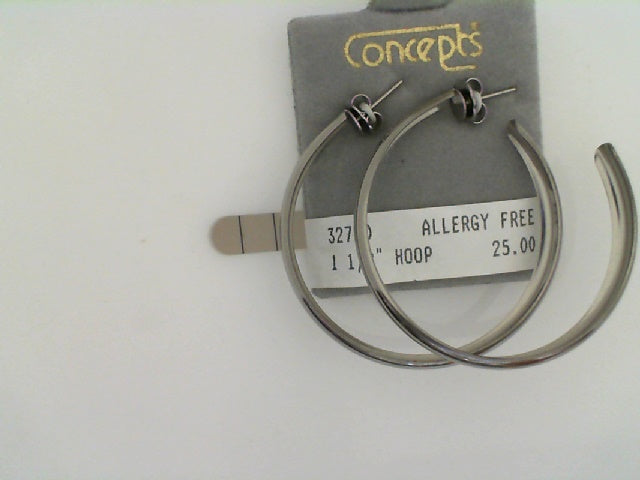 Concepts
ALLERGY FREE
HOOP 25.00